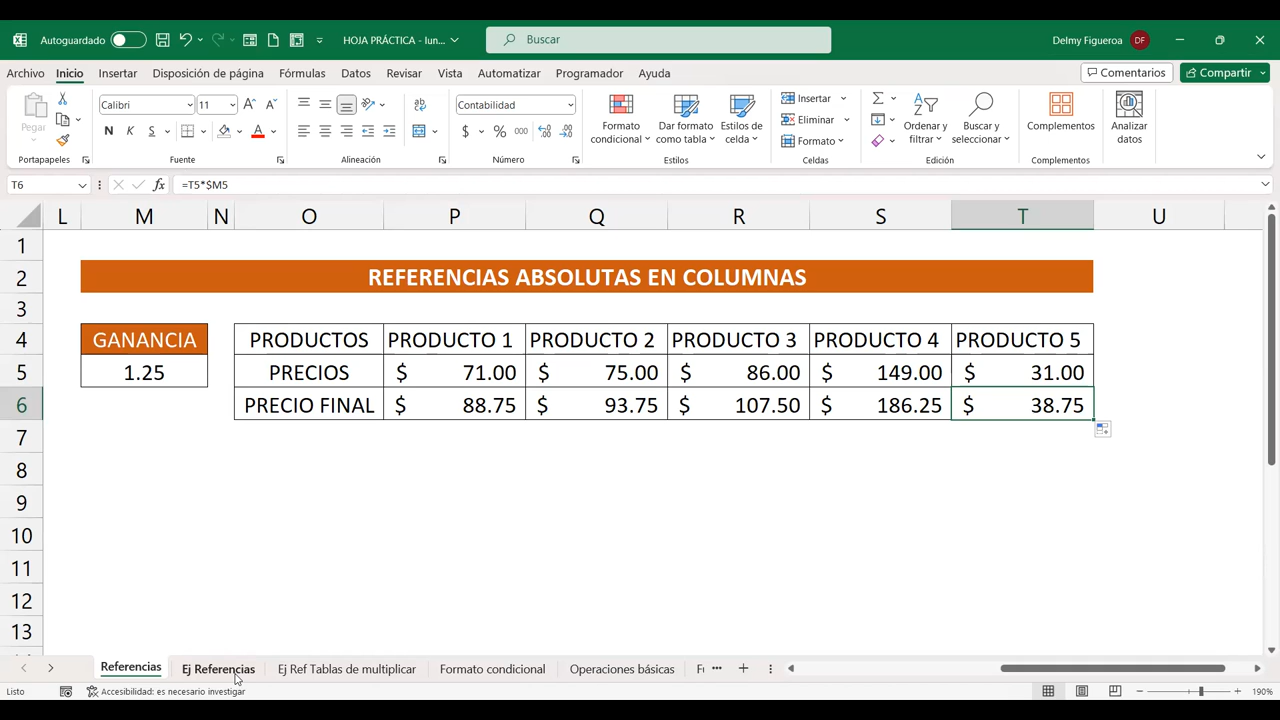 Autoguardado
HOJA PRÁCTICA - lun...
Buscar
Delmy Figueroa DF
Archivo Inicio Insertar Disposición de página Fórmulas Datos Revisar Vista Automatizar Programador Ayuda Comentarios Compartir
Pegar
Portapapeles
Calibri 11
N K S
Fuente
Alineación
Contabilidad
$ % 000
Número
Formato condicional
Dar formato como tabla
Estilos de celda
Estilos
Insertar
Eliminar
Formato
Celdas
Ordenar y filtrar
Buscar y seleccionar
Edición
Complementos
Complementos
Analizar datos
T6 fx =T5*$M5
L M N O P Q R S T U
1
2 REFERENCIAS ABSOLUTAS EN COLUMNAS
3
4 GANANCIA PRODUCTOS PRODUCTO 1 PRODUCTO 2 PRODUCTO 3 PRODUCTO 4 PRODUCTO 5
5 1.25 PRECIOS $ 71.00 $ 75.00 $ 86.00 $ 149.00 $ 31.00
6 PRECIO FINAL $ 88.75 $ 93.75 $ 107.50 $ 186.25 $ 38.75
7
8
9
10
11
12
13
Referencias Ej Referencias Ej Ref Tablas de multiplicar Formato condicional Operaciones básicas
Listo Accesibilidad: es necesario investigar 190%